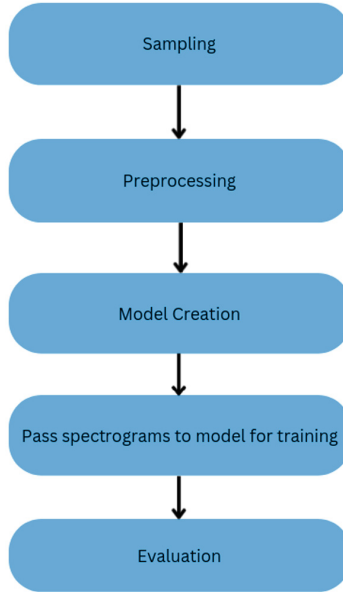 Sampling
Preprocessing
Model Creation
Pass spectrograms to model for training
Evaluation